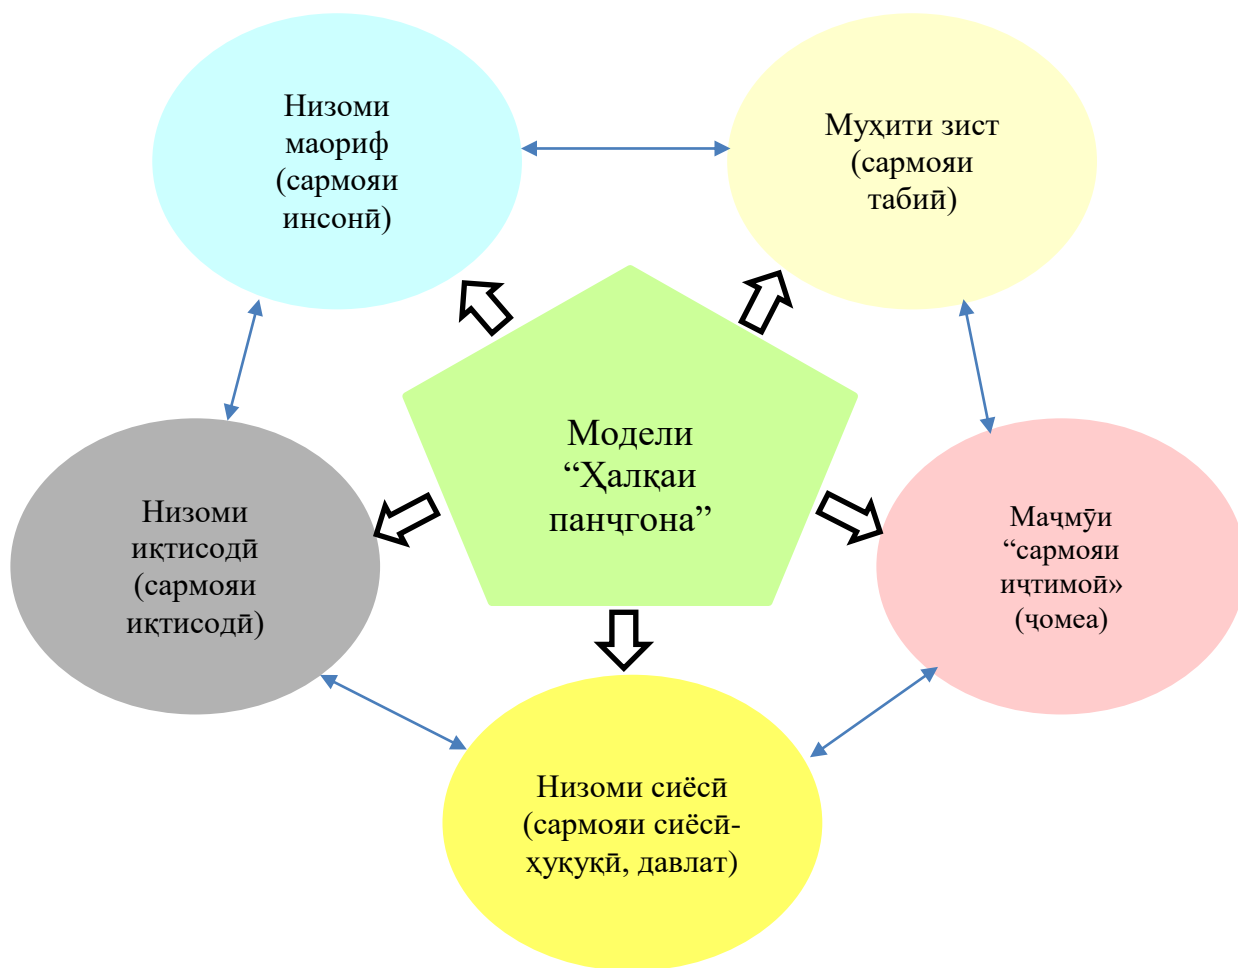 Низоми
маориф
(сармояи
инсонӣ)
Муҳити зист
(сармояи
табиӣ)
Модели
“Ҳалқаи
панҷгона”
Низоми
иқтисодӣ
(сармояи
иқтисодӣ)
Маҷмӯи
“сармояи
иҷтимоӣ»
(ҷомеа)
Низоми сиёсӣ
(сармояи сиёсӣ-
ҳуқуқӣ, давлат)